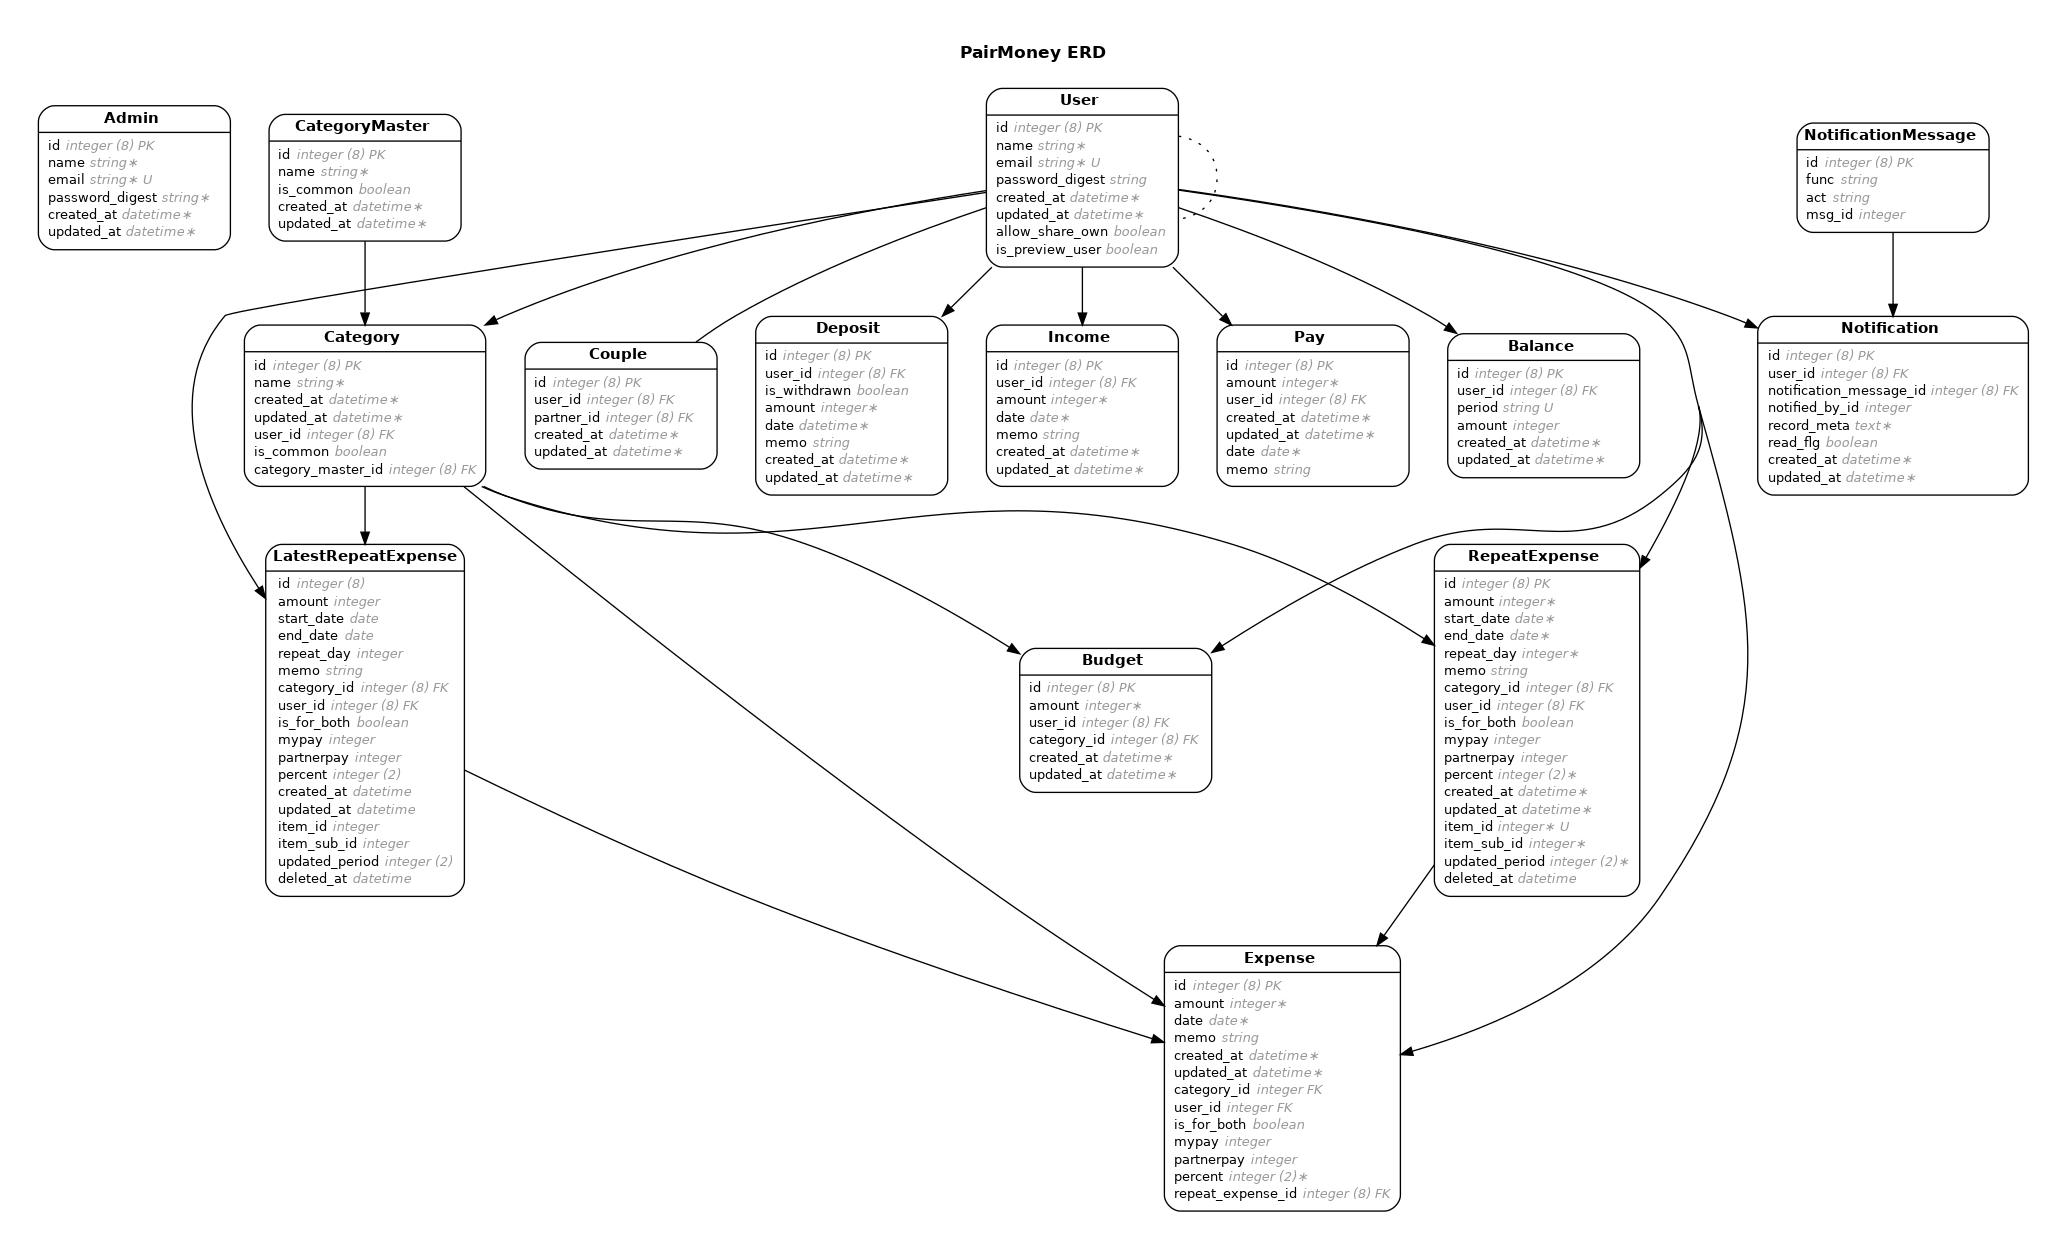 PairMoney ERD
Admin
id integer (8) PK
name string∗
email string∗ U
password_digest string∗
created_at datetime∗
updated_at datetime∗
CategoryMaster
id integer (8) PK
name string∗
is_common boolean
created_at datetime∗
updated_at datetime∗
User
id integer (8) PK
name string∗
email string∗ U
password_digest string
created_at datetime∗
updated_at datetime∗
allow_share_own boolean
is_preview_user boolean
NotificationMessage
id integer (8) PK
func string
act string
msg_id integer
Category
id integer (8) PK
name string∗
created_at datetime∗
updated_at datetime∗
user_id integer (8) FK
is_common boolean
category_master_id integer (8) FK
Couple
id integer (8) PK
user_id integer (8) FK
partner_id integer (8) FK
created_at datetime∗
updated_at datetime∗
Deposit
id integer (8) PK
user_id integer (8) FK
is_withdrawn boolean
amount integer∗
date datetime∗
memo string
created_at datetime∗
updated_at datetime∗
Income
id integer (8) PK
user_id integer (8) FK
amount integer∗
date date∗
memo string
created_at datetime∗
updated_at datetime∗
Pay
id integer (8) PK
amount integer∗
user_id integer (8) FK
created_at datetime∗
updated_at datetime∗
date date∗
memo string
Balance
id integer (8) PK
user_id integer (8) FK
period string U
amount integer
created_at datetime∗
updated_at datetime∗
Notification
id integer (8) PK
user_id integer (8) FK
notification_message_id integer (8) FK
notified_by_id integer
record_meta text∗
read_flg boolean
created_at datetime∗
updated_at datetime∗
LatestRepeatExpense
id integer (8)
amount integer
start_date date
end_date date
repeat_day integer
memo string
category_id integer (8) FK
user_id integer (8) FK
is_for_both boolean
mypay integer
partnerpay integer
percent integer (2)
created_at datetime
updated_at datetime
item_id integer
item_sub_id integer
updated_period integer (2)
deleted_at datetime
Budget
id integer (8) PK
amount integer∗
user_id integer (8) FK
category_id integer (8) FK
created_at datetime∗
updated_at datetime∗
RepeatExpense
id integer (8) PK
amount integer∗
start_date date∗
end_date date∗
repeat_day integer∗
memo string
category_id integer (8) FK
user_id integer (8) FK
is_for_both boolean
mypay integer
partnerpay integer
percent integer (2)∗
created_at datetime∗
updated_at datetime∗
item_id integer∗ U
item_sub_id integer∗
updated_period integer (2)∗
deleted_at datetime
Expense
id integer (8) PK
amount integer∗
date date∗
memo string
created_at datetime∗
updated_at datetime∗
category_id integer FK
user_id integer FK
is_for_both boolean
mypay integer
partnerpay integer
percent integer (2)∗
repeat_expense_id integer (8) FK